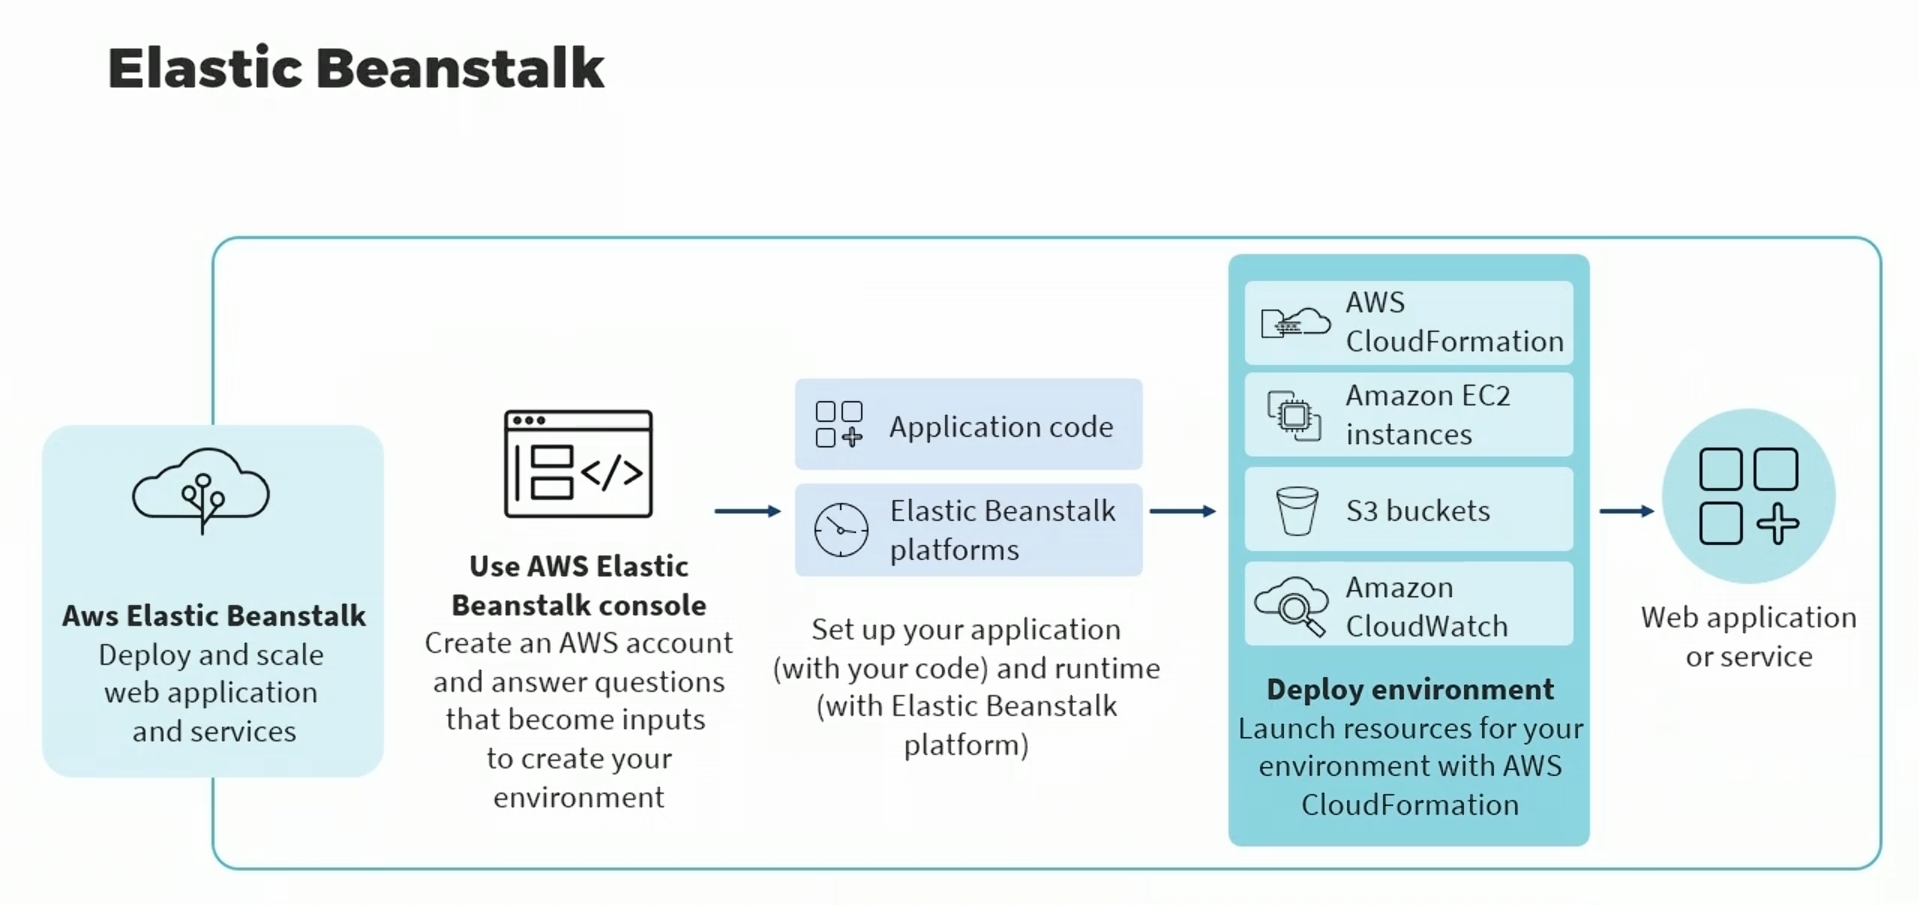 Elastic Beanstalk
Aws Elastic Beanstalk
Deploy and scale
web application
and services
</>
Use AWS Elastic
Beanstalk console
Create an AWS account
and answer questions
that become inputs
to create your
environment
Application code
Elastic Beanstalk
platforms
Set up your application
(with your code) and runtime
(with Elastic Beanstalk
platform)
AWS
CloudFormation
Amazon EC2
instances
S3 buckets
Amazon
CloudWatch
Deploy environment
Launch resources for your
environment with AWS
CloudFormation
Web application
or service